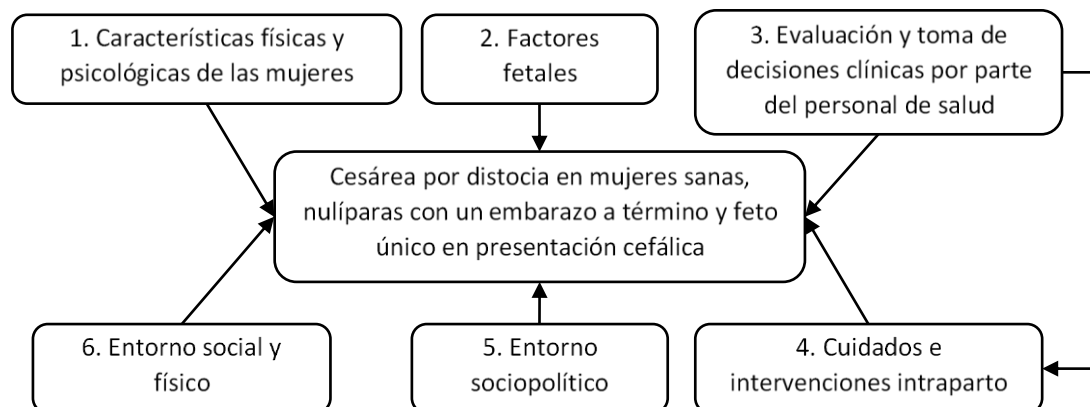 1. Características físicas y
psicológicas de las mujeres
2. Factores
fetales
3. Evaluación y toma de
decisiones clínicas por parte
del personal de salud
Cesárea por distocia en mujeres sanas,
nulíparas con un embarazo a término y feto
único en presentación cefálica
6. Entorno social y
físico
5. Entorno
sociopolítico
4. Cuidados e
intervenciones intraparto